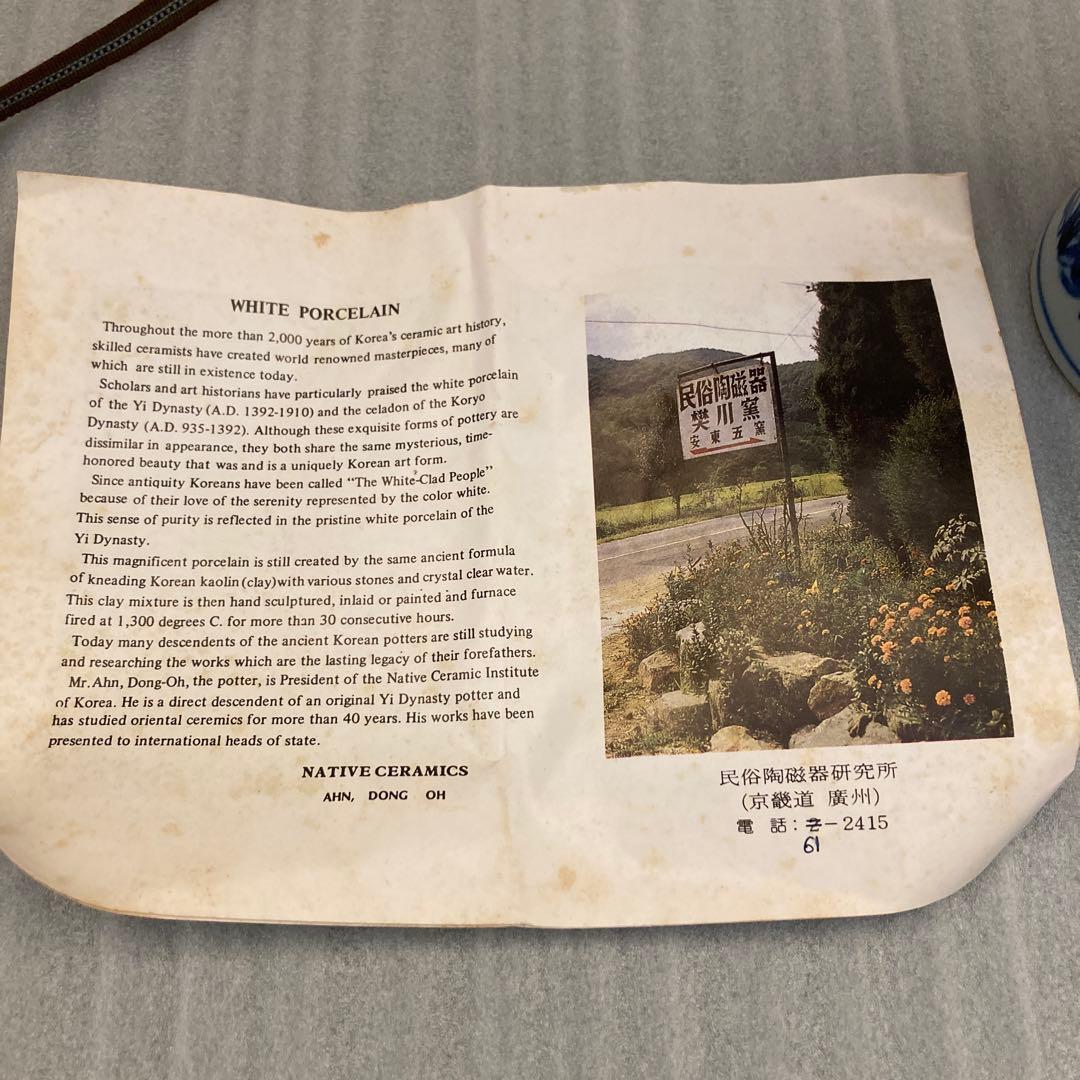 WHITE PORCELAIN
Throughout the more than 2,000 years of Korea's ceramic art history,
skilled ceramists have created world renowned masterpieces, many of
which are still in existence today.
Scholars and art historians have particularly praised the white porcelain
of the Yi Dynasty (A.D. 1392-1910) and the celadon of the Koryo
Dynasty (A.D. 935-1392). Although these exquisite forms of pottery are
dissimilar in appearance, they both share the same mysterious, time-
honored beauty that was and is a uniquely Korean art form.
Since antiquity Koreans have been called "The White-Clad People"
because of their love of the serenity represented by the color white.
This sense of purity is reflected in the pristine white porcelain of the
Yi Dynasty.
This magnificent porcelain is still created by the same ancient formula
of kneading Korean kaolin (clay) with various stones and crystal clear water.
This clay mixture is then hand sculptured, inlaid or painted and furnace
fired at 1,300 degrees C. for more than 30 consecutive hours.
Today many descendents of the ancient Korean potters are still studying
and researching the works which are the lasting legacy of their forefathers.
Mr. Ahn, Dong-Oh, the potter, is President of the Native Ceramic Institute
of Korea. He is a direct descendent of an original Yi Dynasty potter and
has studied oriental ceremics for more than 40 years. His works have been
presented to international heads of state.
NATIVE CERAMICS
AHN, DONG OH
民俗陶磁器
樊川窯
安東五窯
民俗陶磁器研究所
(京畿道 廣州)
電 話 : 2-2415
61